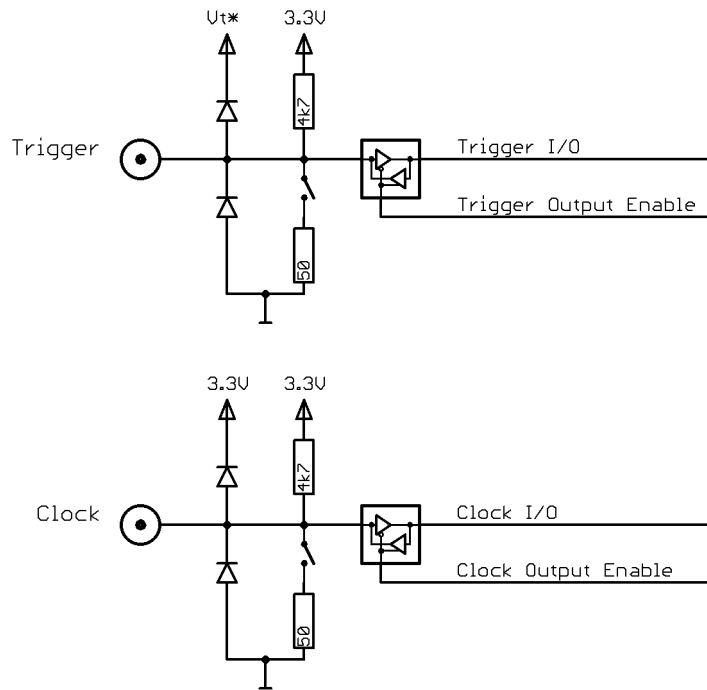 Vt* 3.3V
4k7
Trigger
Trigger I/O
Trigger Output Enable
50
3.3V 3.3V
4k7
Clock
Clock I/O
Clock Output Enable
50